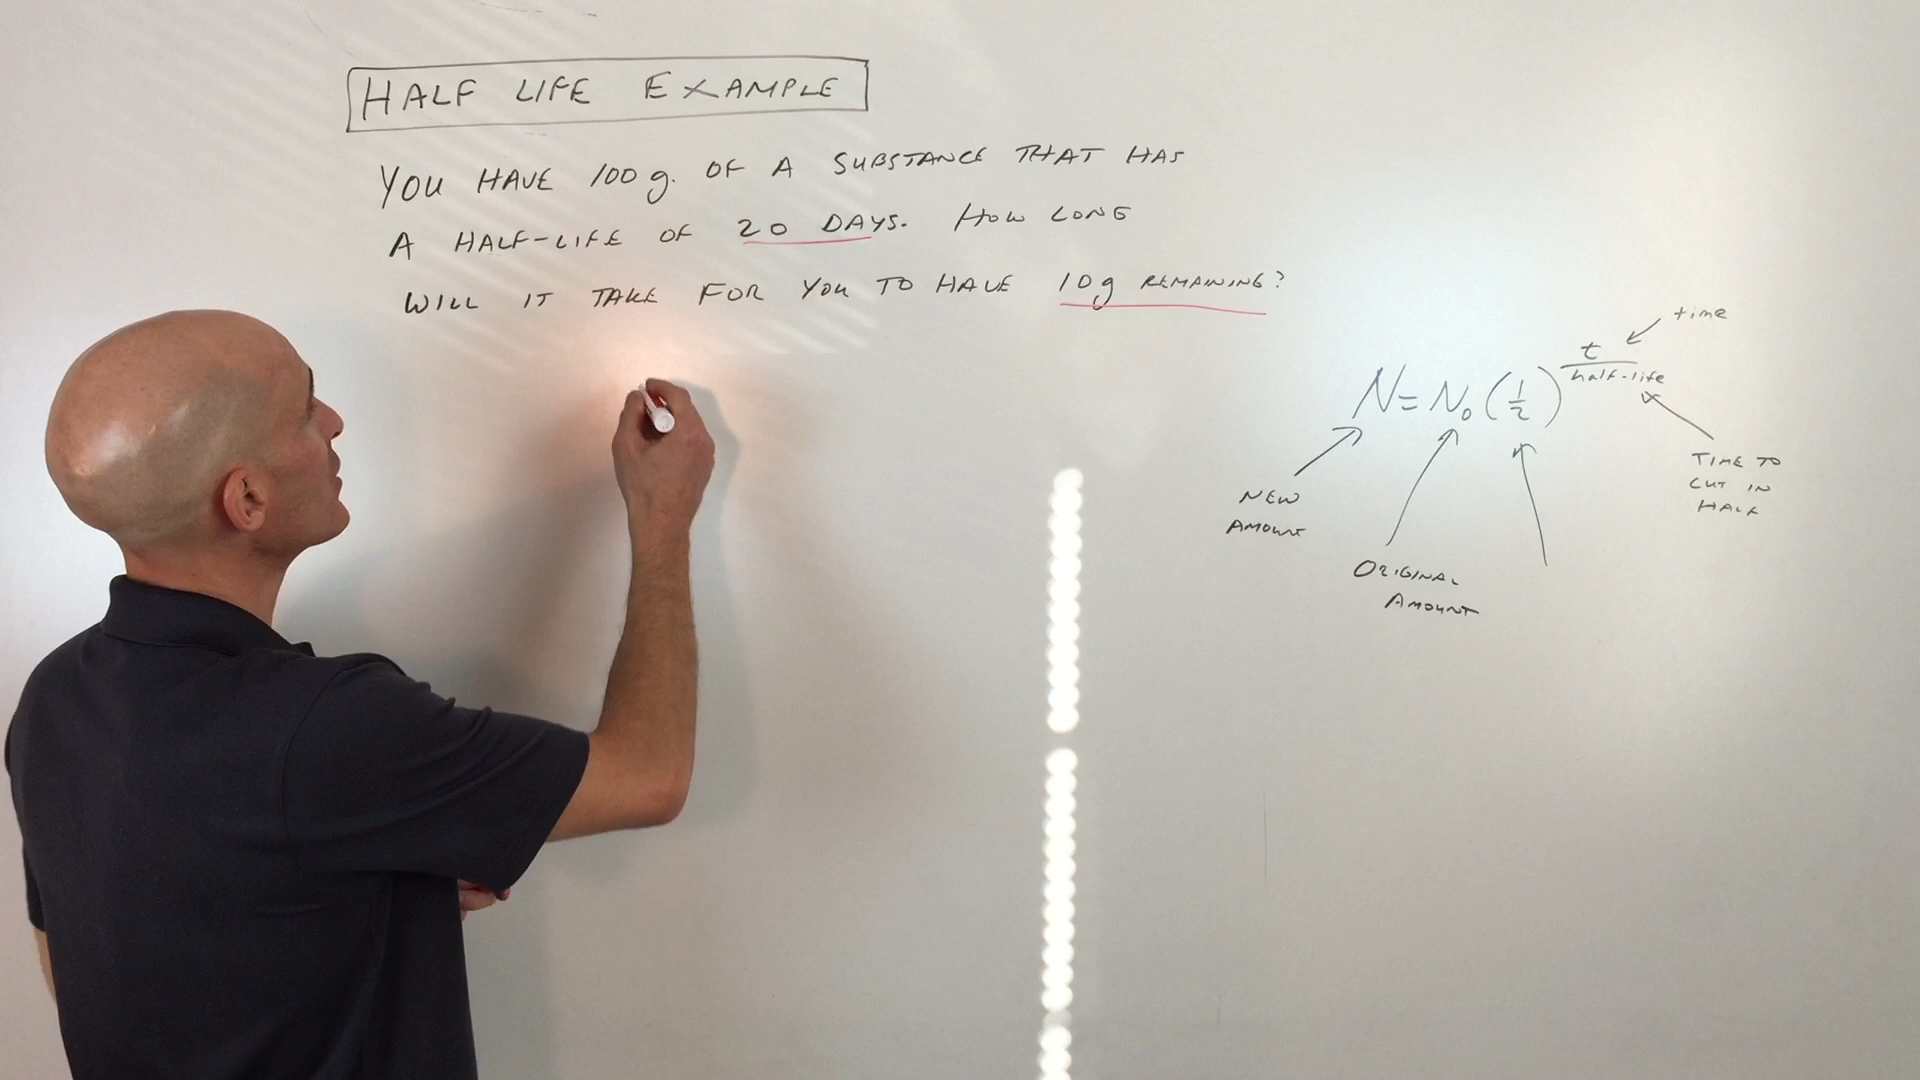 HALF LIFE EXAMPLE
YOU HAVE 100 g. OF A SUBSTANCE THAT HAS
A HALF-LIFE OF 20 DAYS. HOW LONG
WILL IT TAKE FOR YOU TO HAVE 10g REMAINING?
time
N = N₀ (1/2)^(t/half-life)
NEW
AMOUNT
ORIGINAL
AMOUNT
TIME TO
CUT IN
HALF